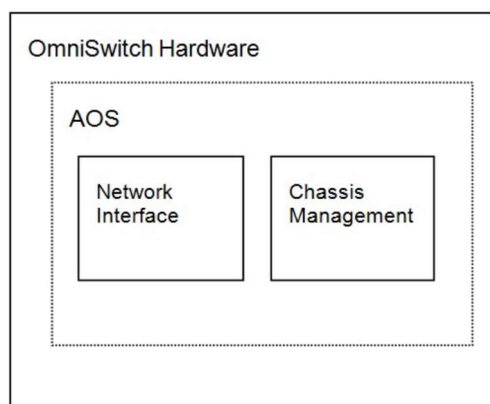 OmniSwitch Hardware
AOS
Network
Interface
Chassis
Management